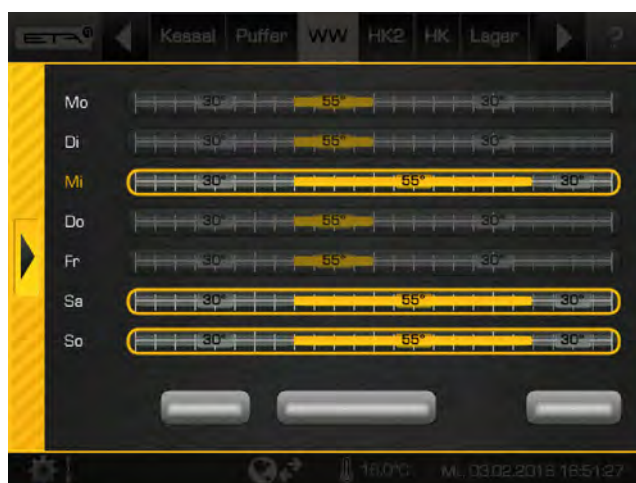 ETA® Kessel Puffer WW HK2 HK Lager ?
Mo 30° 55° 30°
Di 30° 55° 30°
Mi 30° 55° 30°
Do 30° 55° 30°
Fr 30° 55° 30°
Sa 30° 55° 30°
So 30° 55° 30°
16.0°C Mi., 03.02.2016 16:51:27